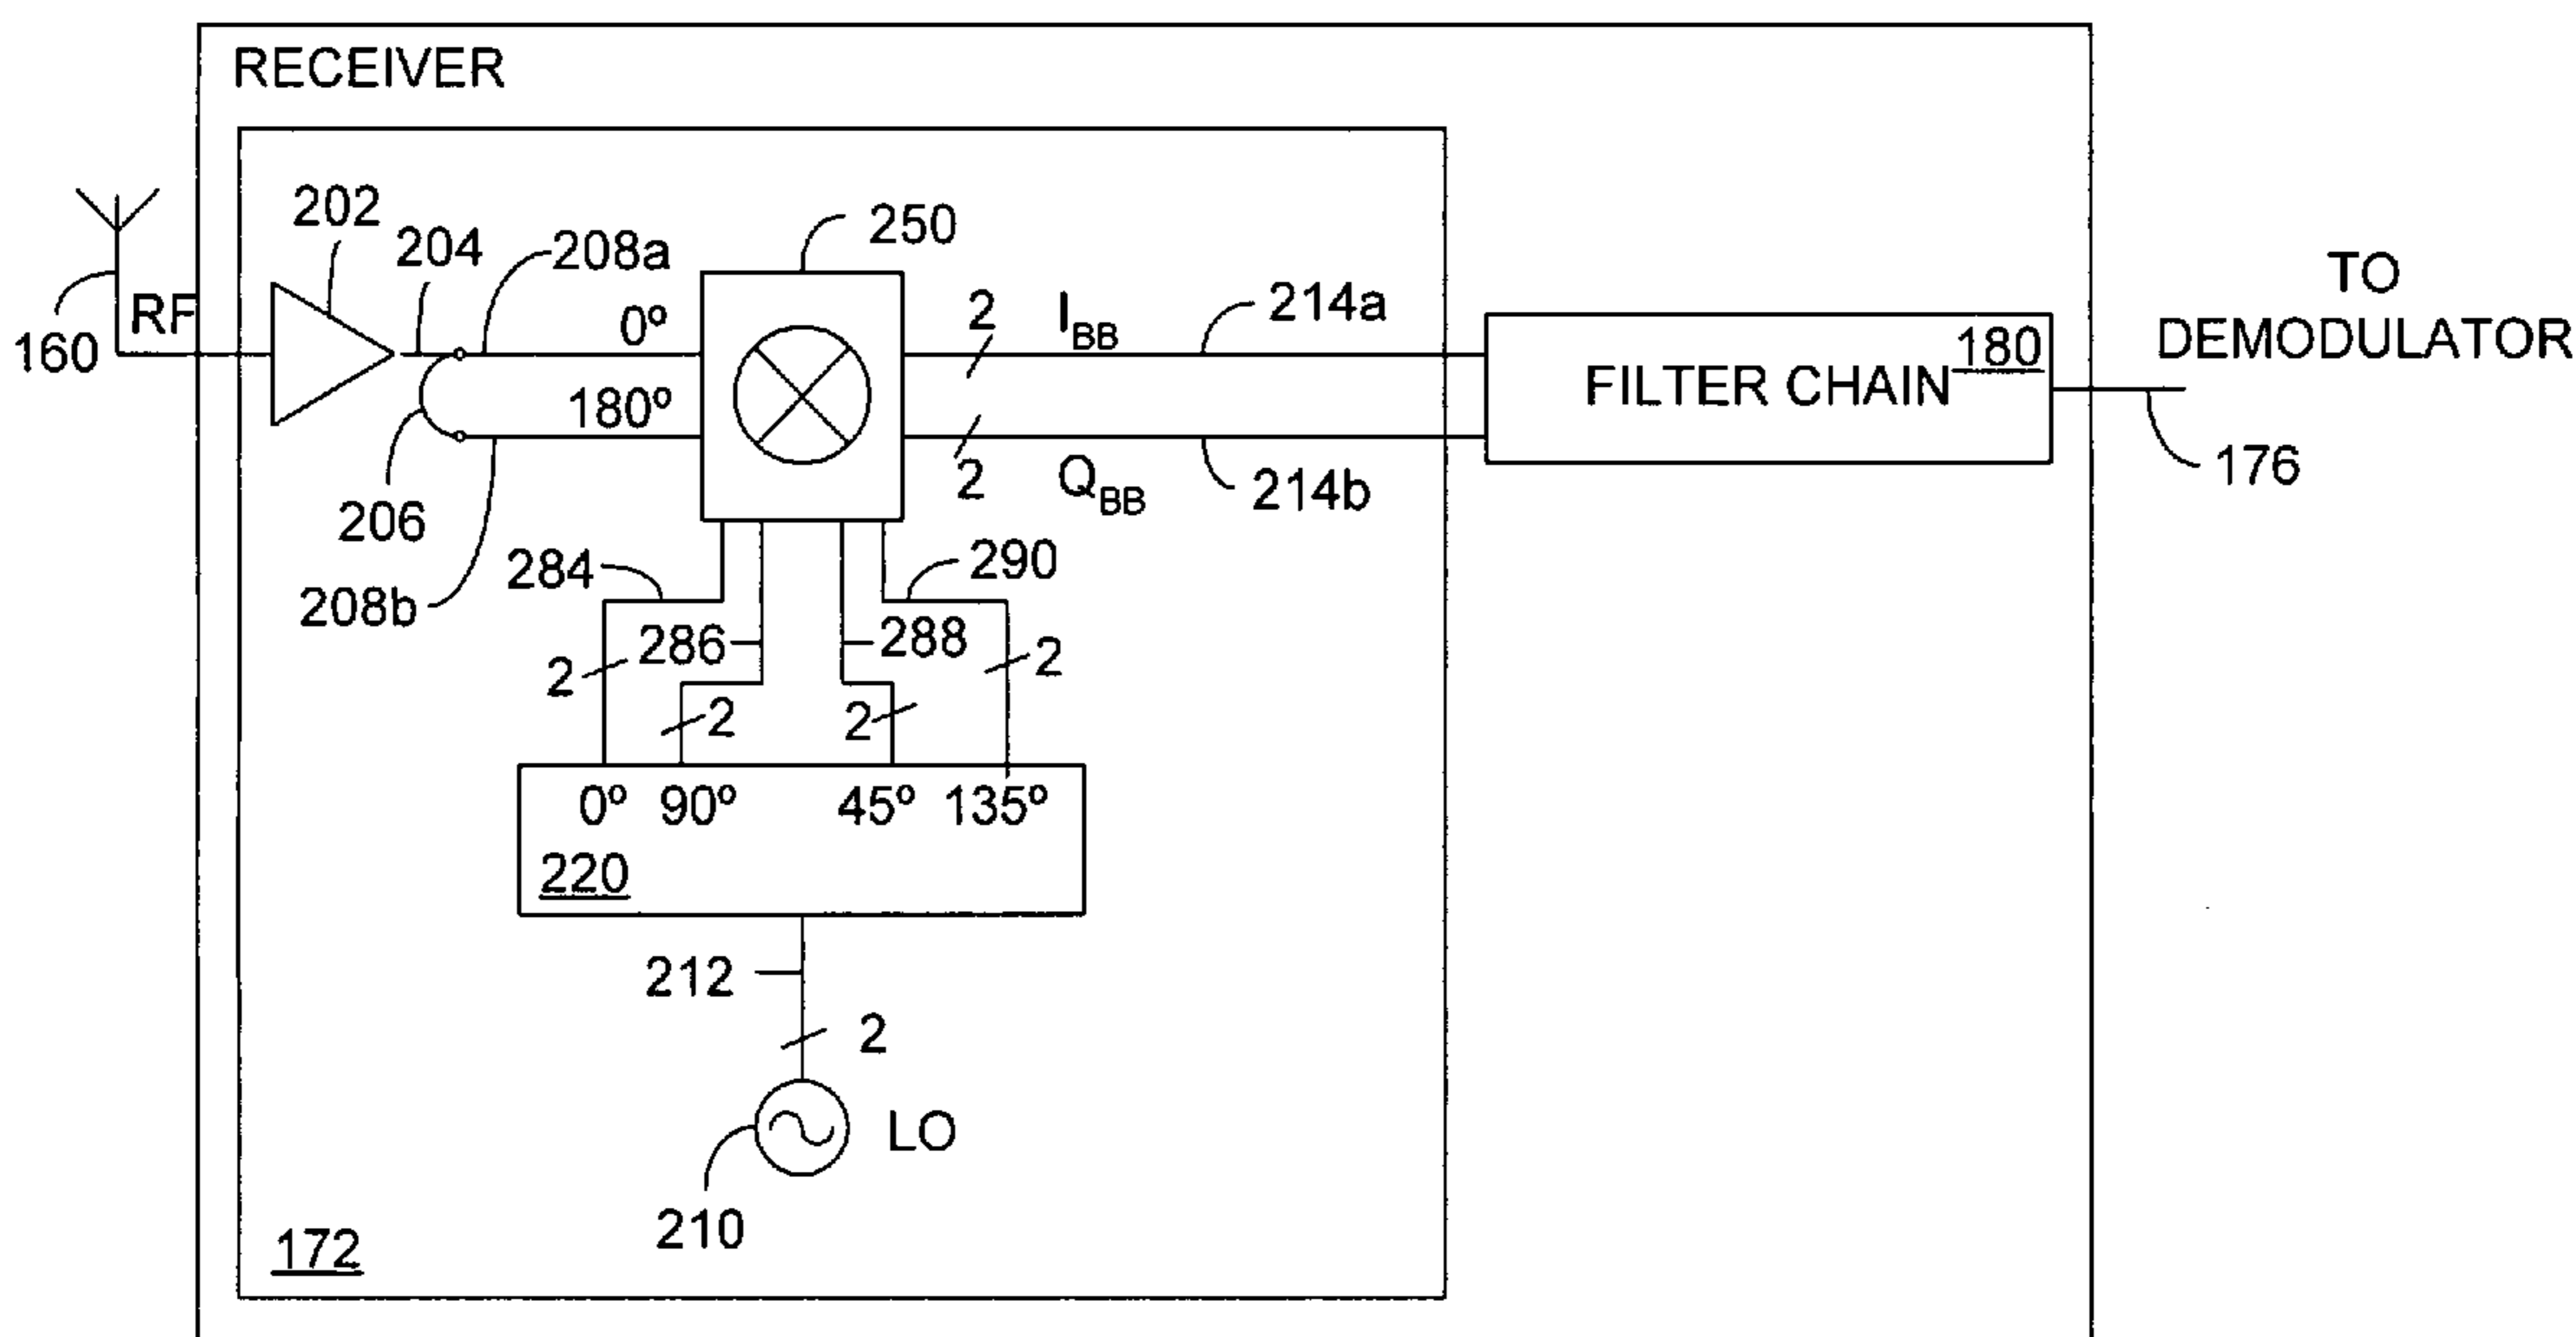 RECEIVER
202
204
208a
250
2
I_BB
214a
TO
DEMODULATOR
160
RF
0º
180º
FILTER CHAIN
180
206
2
Q_BB
214b
176
284
290
208b
286
288
2
2
2
2
0º
90º
45º
135º
220
212
2
LO
210
172